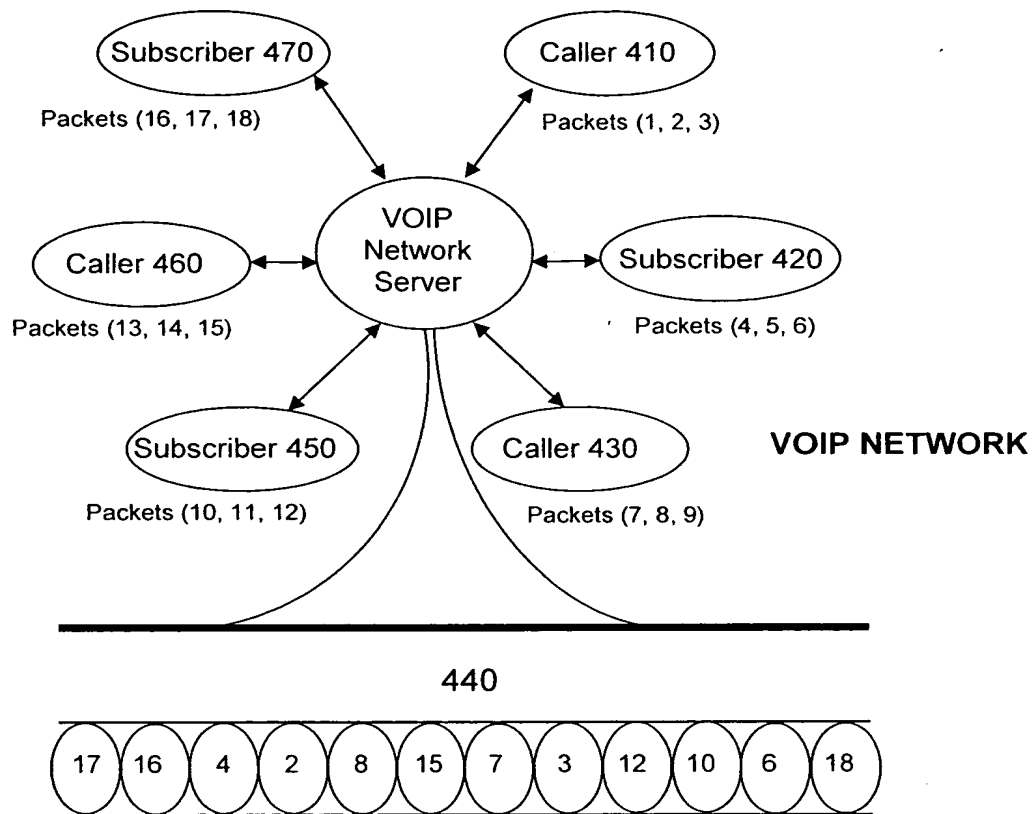 Subscriber 470
Caller 410
Packets (16, 17, 18)
Packets (1, 2, 3)
VOIP
Network
Server
Caller 460
Subscriber 420
Packets (13, 14, 15)
Packets (4, 5, 6)
Subscriber 450
Caller 430
VOIP NETWORK
Packets (10, 11, 12)
Packets (7, 8, 9)
440
17 16 4 2 8 15 7 3 12 10 6 18